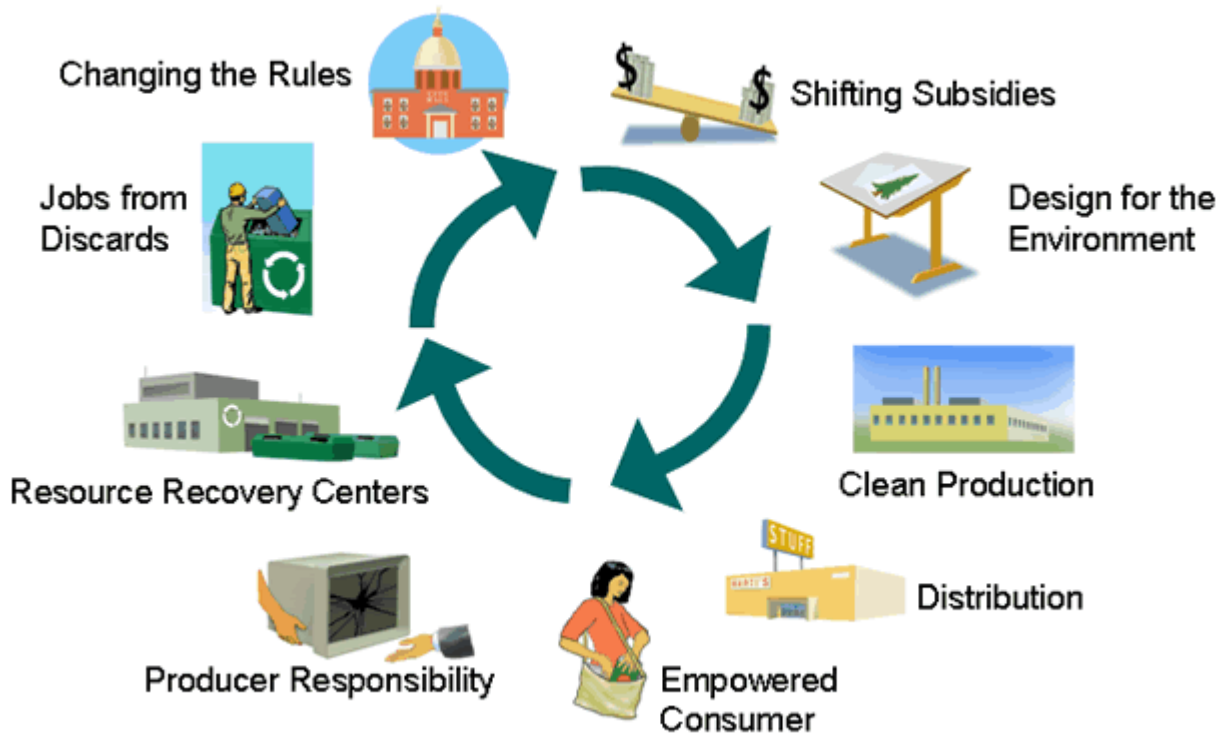 Changing the Rules
$
$
Shifting Subsidies
Design for the
Environment
Clean Production
STUFF
Distribution
Empowered
Consumer
Producer Responsibility
Resource Recovery Centers
Jobs from
Discards